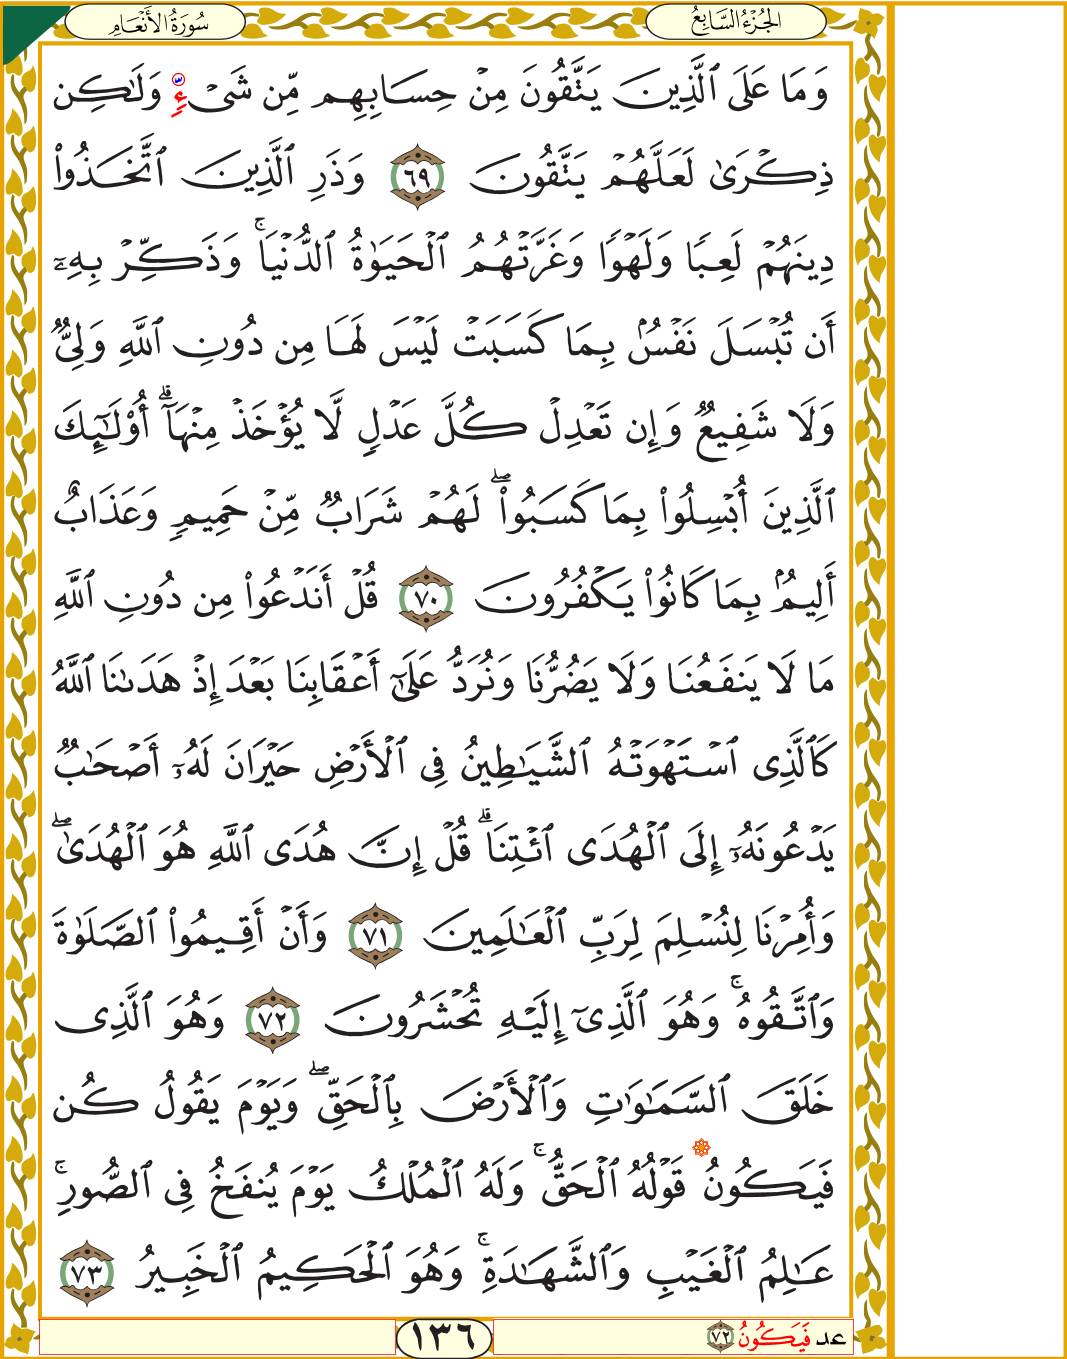 الجُزْءُ السَّابِعُ
سُورَةُ الأَنْعَامِ
وَمَا عَلَى ٱلَّذِينَ يَتَّقُونَ مِنْ حِسَابِهِم مِّن شَىْءٍۢ وَلَٰكِن
ذِكْرَىٰ لَعَلَّهُمْ يَتَّقُونَ ٦٩ وَذَرِ ٱلَّذِينَ ٱتَّخَذُوا۟
دِينَهُمْ لَعِبًا وَلَهْوًا وَغَرَّتْهُمُ ٱلْحَيَوٰةُ ٱلدُّنْيَا ۚ وَذَكِّرْ بِهِۦٓ
أَن تُبْسَلَ نَفْسٌۢ بِمَا كَسَبَتْ لَيْسَ لَهَا مِن دُونِ ٱللَّهِ وَلِىٌّ
وَلَا شَفِيعٌ وَإِن تَعْدِلْ كُلَّ عَدْلٍ لَّا يُؤْخَذْ مِنْهَآ ۗ أُو۟لَٰٓئِكَ
ٱلَّذِينَ أُبْسِلُوا۟ بِمَا كَسَبُوا۟ ۖ لَهُمْ شَرَابٌ مِّنْ حَمِيمٍ وَعَذَابٌ
أَلِيمٌۢ بِمَا كَانُوا۟ يَكْفُرُونَ ٧٠ قُلْ أَنَدْعُوا۟ مِن دُونِ ٱللَّهِ
مَا لَا يَنفَعُنَا وَلَا يَضُرُّنَا وَنُرَدُّ عَلَىٰٓ أَعْقَابِنَا بَعْدَ إِذْ هَدَىٰنَا ٱللَّهُ
كَٱلَّذِى ٱسْتَهْوَتْهُ ٱلشَّيَٰطِينُ فِى ٱلْأَرْضِ حَيْرَانَ لَهُۥٓ أَصْحَٰبٌ
يَدْعُونَهُۥٓ إِلَى ٱلْهُدَى ٱئْتِنَا ۗ قُلْ إِنَّ هُدَى ٱللَّهِ هُوَ ٱلْهُدَىٰ ۖ
وَأُمِرْنَا لِنُسْلِمَ لِرَبِّ ٱلْعَٰلَمِينَ ٧١ وَأَنْ أَقِيمُوا۟ ٱلصَّلَوٰةَ
وَٱتَّقُوهُ ۚ وَهُوَ ٱلَّذِىٓ إِلَيْهِ تُحْشَرُونَ ٧٢ وَهُوَ ٱلَّذِى
خَلَقَ ٱلسَّمَٰوَٰتِ وَٱلْأَرْضَ بِٱلْحَقِّ ۖ وَيَوْمَ يَقُولُ كُن
فَيَكُونُ ۞ قَوْلُهُ ٱلْحَقُّ ۚ وَلَهُ ٱلْمُلْكُ يَوْمَ يُنفَخُ فِى ٱلصُّورِ ۚ
عَٰلِمُ ٱلْغَيْبِ وَٱلشَّهَٰدَةِ ۚ وَهُوَ ٱلْحَكِيمُ ٱلْخَبِيرُ ٧٣
عد فَيَكُونُ ٧٢
١٣٦